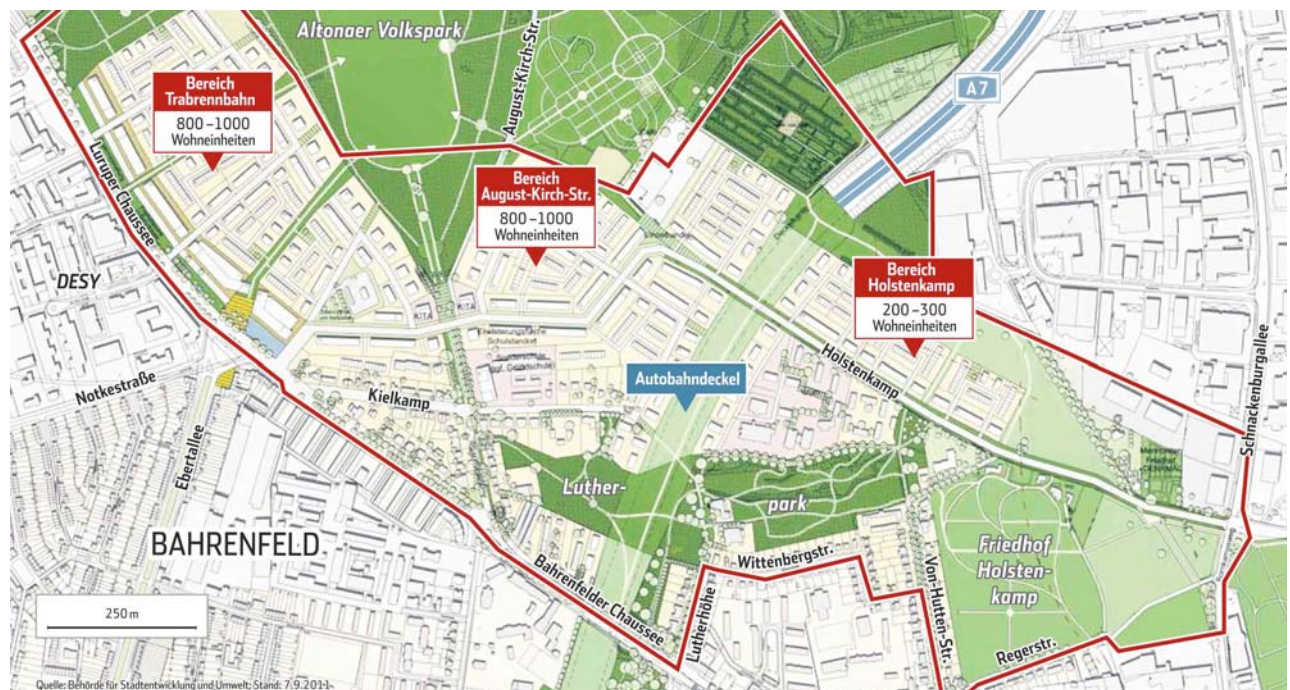 Altonaer Volkspark
August-Kirch-Str.
A 7
Bereich
Trabrennbahn
800–1000
Wohneinheiten
Bereich
August-Kirch-Str.
800–1000
Wohneinheiten
Bereich
Holstenkamp
200–300
Wohneinheiten
Luruper Chaussee
DESY
Notkestraße
Ebertallee
Kielkamp
KITA
KITA
Schulstandort
Autobahndeckel
Holstenkamp
Schnackenburgallee
DENKMAL
Luther-
park
BAHRENFELD
Bahrenfelder Chaussee
Lutherhöhe
Wittenbergstr.
Von-Hutten-Str.
Friedhof
Holsten-
kamp
Regerstr.
250 m
Quelle: Behörde für Stadtentwicklung und Umwelt; Stand: 7.9.2011